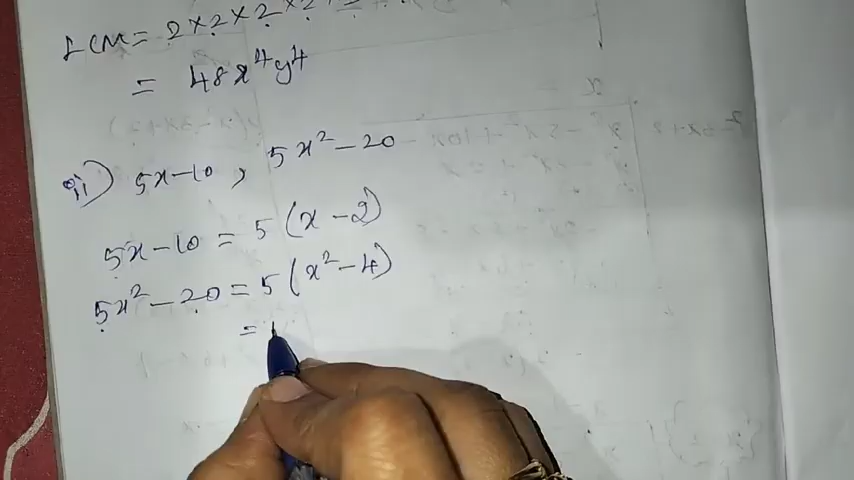 LCM = 2 × 2 × 2 × 2
= 48x⁴y⁴
ii) 5x-10 , 5x² - 20
5x - 10 = 5 (x - 2)
5x² - 20 = 5 (x² - 4)
=